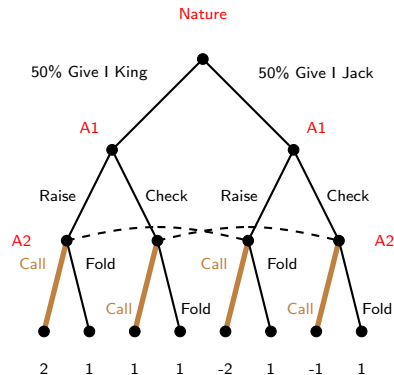 Nature
50% Give I King
50% Give I Jack
A1
A1
Raise
Check
Raise
Check
A2
A2
Call
Fold
Call
Fold
Call
Fold
Call
Fold
2
1
1
1
-2
1
-1
1